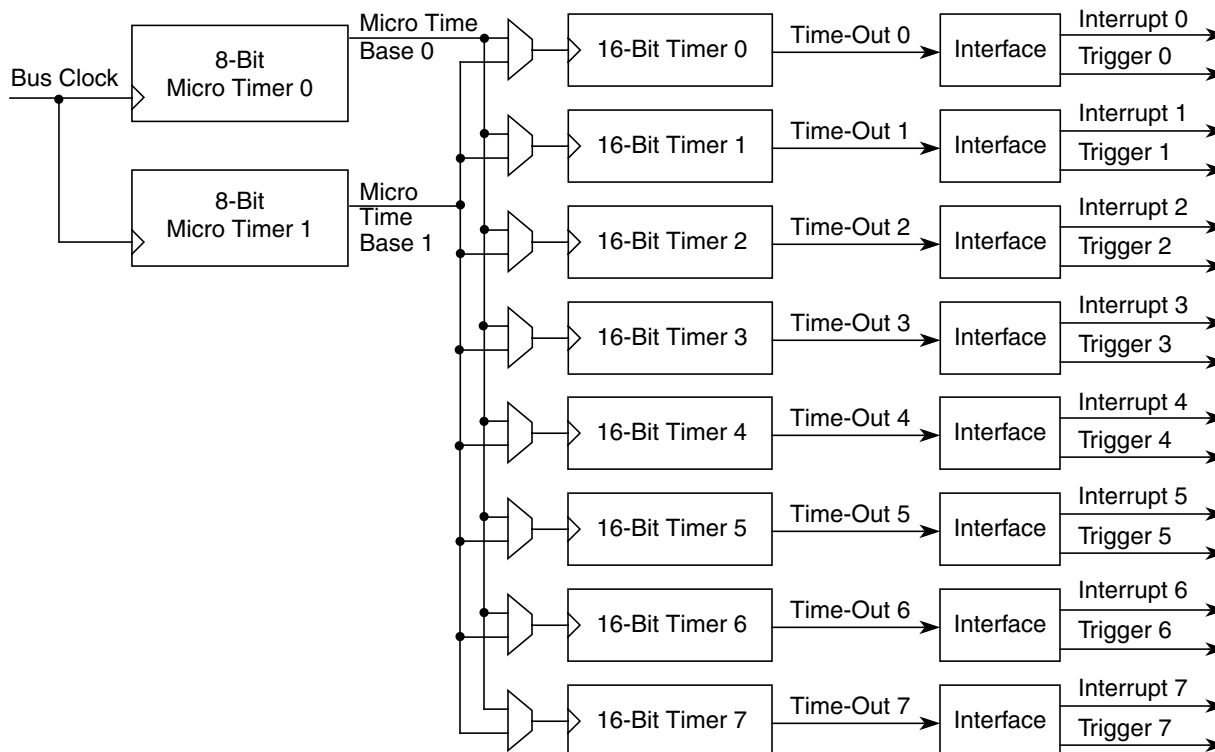 Bus Clock
8-Bit
Micro Timer 0
Micro Time
Base 0
8-Bit
Micro Timer 1
Micro
Time
Base 1
16-Bit Timer 0
Time-Out 0
Interface
Interrupt 0
Trigger 0
16-Bit Timer 1
Time-Out 1
Interface
Interrupt 1
Trigger 1
16-Bit Timer 2
Time-Out 2
Interface
Interrupt 2
Trigger 2
16-Bit Timer 3
Time-Out 3
Interface
Interrupt 3
Trigger 3
16-Bit Timer 4
Time-Out 4
Interface
Interrupt 4
Trigger 4
16-Bit Timer 5
Time-Out 5
Interface
Interrupt 5
Trigger 5
16-Bit Timer 6
Time-Out 6
Interface
Interrupt 6
Trigger 6
16-Bit Timer 7
Time-Out 7
Interface
Interrupt 7
Trigger 7